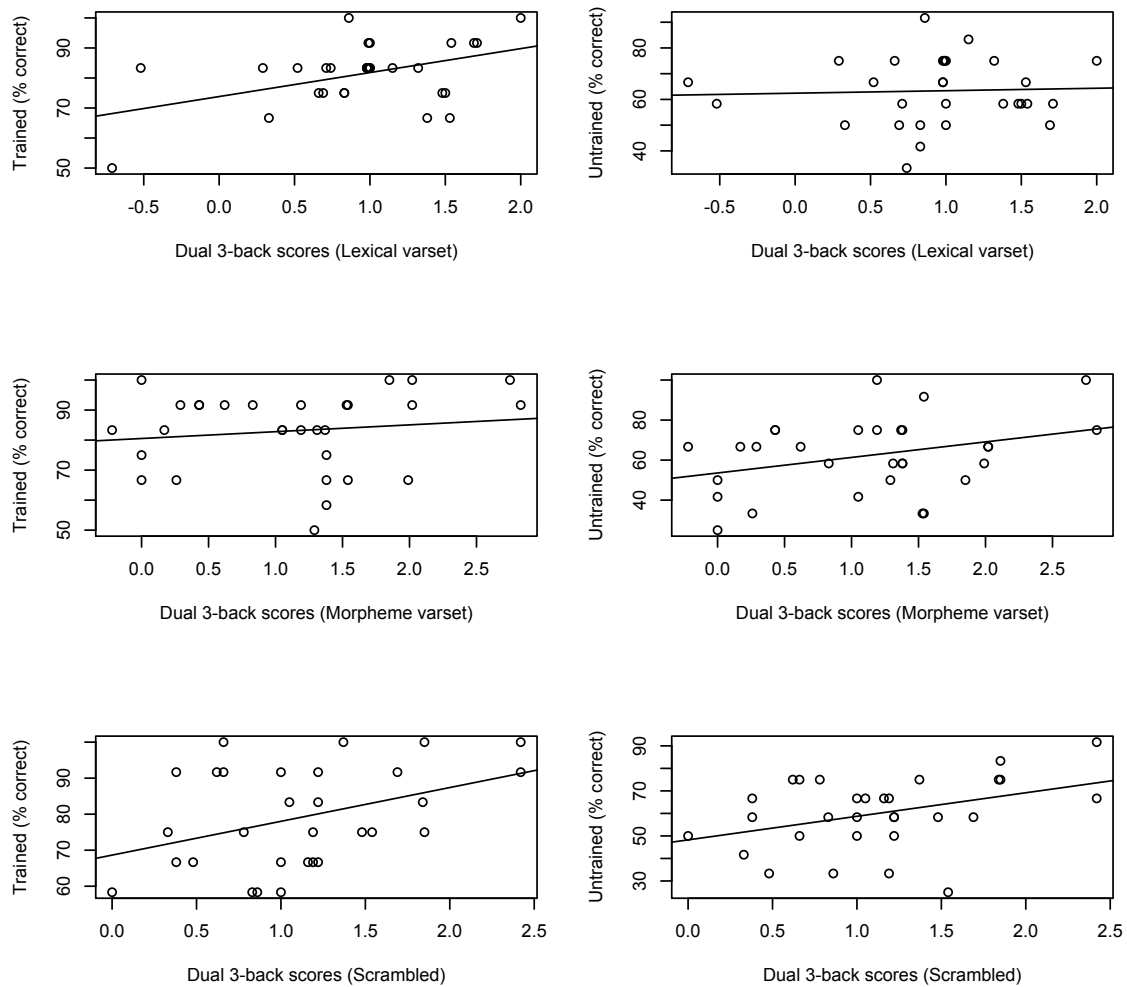 Trained (% correct)
50 70 90
-0.5 0.0 0.5 1.0 1.5 2.0
Dual 3-back scores (Lexical varset)
Untrained (% correct)
40 60 80
-0.5 0.0 0.5 1.0 1.5 2.0
Dual 3-back scores (Lexical varset)
Trained (% correct)
50 70 90
0.0 0.5 1.0 1.5 2.0 2.5
Dual 3-back scores (Morpheme varset)
Untrained (% correct)
40 60 80
0.0 0.5 1.0 1.5 2.0 2.5
Dual 3-back scores (Morpheme varset)
Trained (% correct)
60 70 80 90
0.0 0.5 1.0 1.5 2.0 2.5
Dual 3-back scores (Scrambled)
Untrained (% correct)
30 50 70 90
0.0 0.5 1.0 1.5 2.0 2.5
Dual 3-back scores (Scrambled)